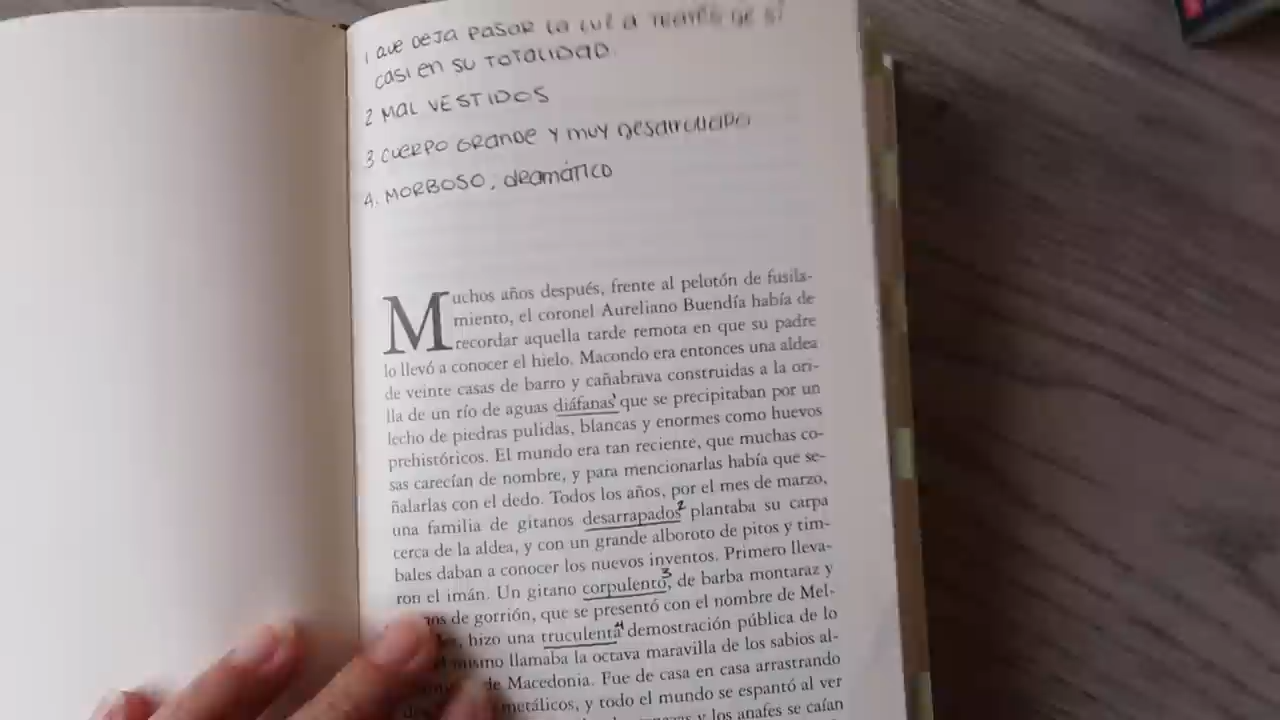 1 QUE DEJA PASAR LA LUZ A TRAVÉS DE SÍ
CASI EN SU TOTALIDAD.
2 MAL VESTIDOS
3 CUERPO GRANDE Y MUY DESARROLLADO
4. MORBOSO, dramático
Muchos años después, frente al pelotón de fusila-
miento, el coronel Aureliano Buendía había de
recordar aquella tarde remota en que su padre
lo llevó a conocer el hielo. Macondo era entonces una aldea
de veinte casas de barro y cañabrava construidas a la ori-
lla de un río de aguas diáfanas1 que se precipitaban por un
lecho de piedras pulidas, blancas y enormes como huevos
prehistóricos. El mundo era tan reciente, que muchas co-
sas carecían de nombre, y para mencionarlas había que se-
ñalarlas con el dedo. Todos los años, por el mes de marzo,
una familia de gitanos desarrapados2 plantaba su carpa
cerca de la aldea, y con un grande alboroto de pitos y tim-
bales daban a conocer los nuevos inventos. Primero lleva-
ron el imán. Un gitano corpulento3, de barba montaraz y
de gorrión, que se presentó con el nombre de Mel-
hizo una truculenta4 demostración pública de lo
mismo llamaba la octava maravilla de los sabios al-
de Macedonia. Fue de casa en casa arrastrando
metálicos, y todo el mundo se espantó al ver
y los anafes se caían